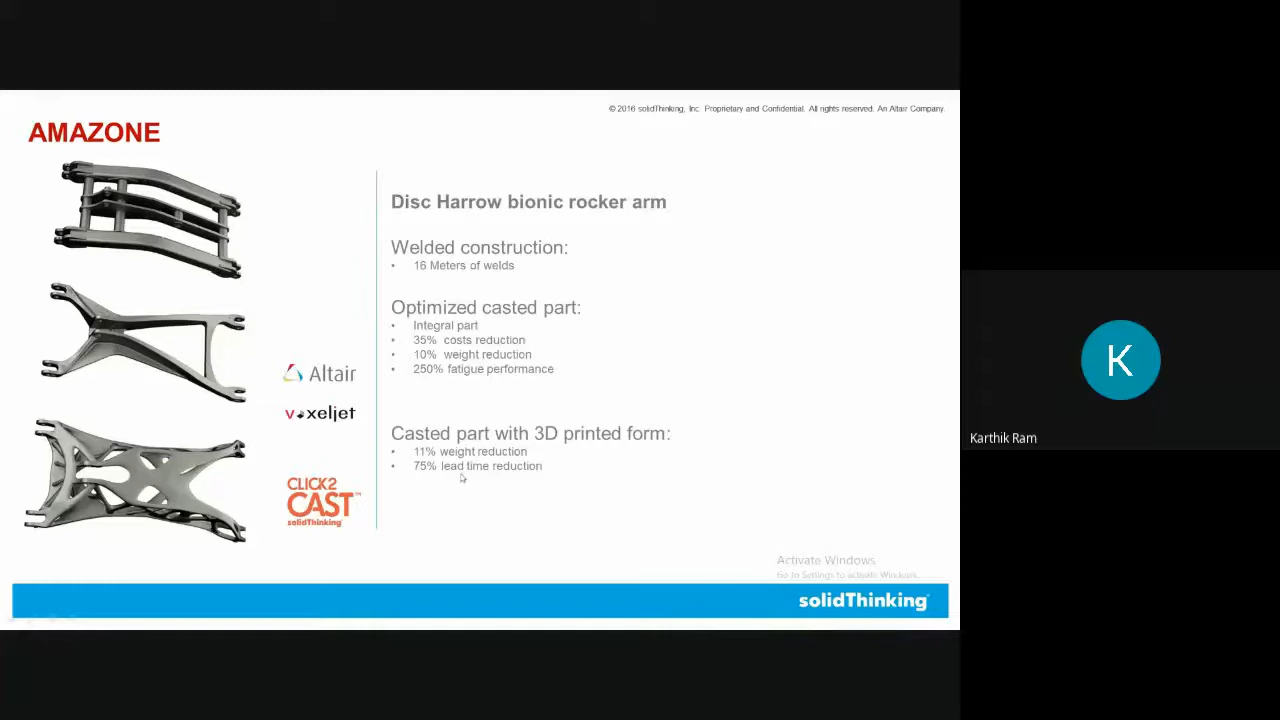 © 2016 solidThinking, Inc. Proprietary and Confidential. All rights reserved. An Altair Company.
AMAZONE
Disc Harrow bionic rocker arm
Welded construction:
• 16 Meters of welds
Optimized casted part:
• Integral part
• 35% costs reduction
• 10% weight reduction
• 250% fatigue performance
Altair
voxeljet
Casted part with 3D printed form:
• 11% weight reduction
• 75% lead time reduction
CLICK2
CAST™
solidThinking
Activate Windows
Go to Settings to activate Windows.
solidThinking
K
Karthik Ram